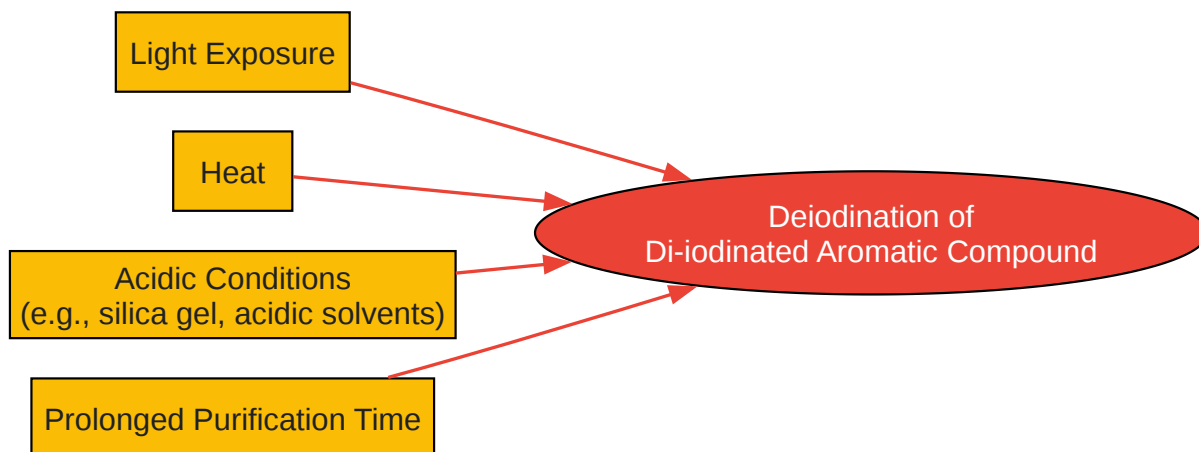 Light Exposure
Heat
Acidic Conditions
(e.g., silica gel, acidic solvents)
Prolonged Purification Time
Deiodination of
Di-iodinated Aromatic Compound